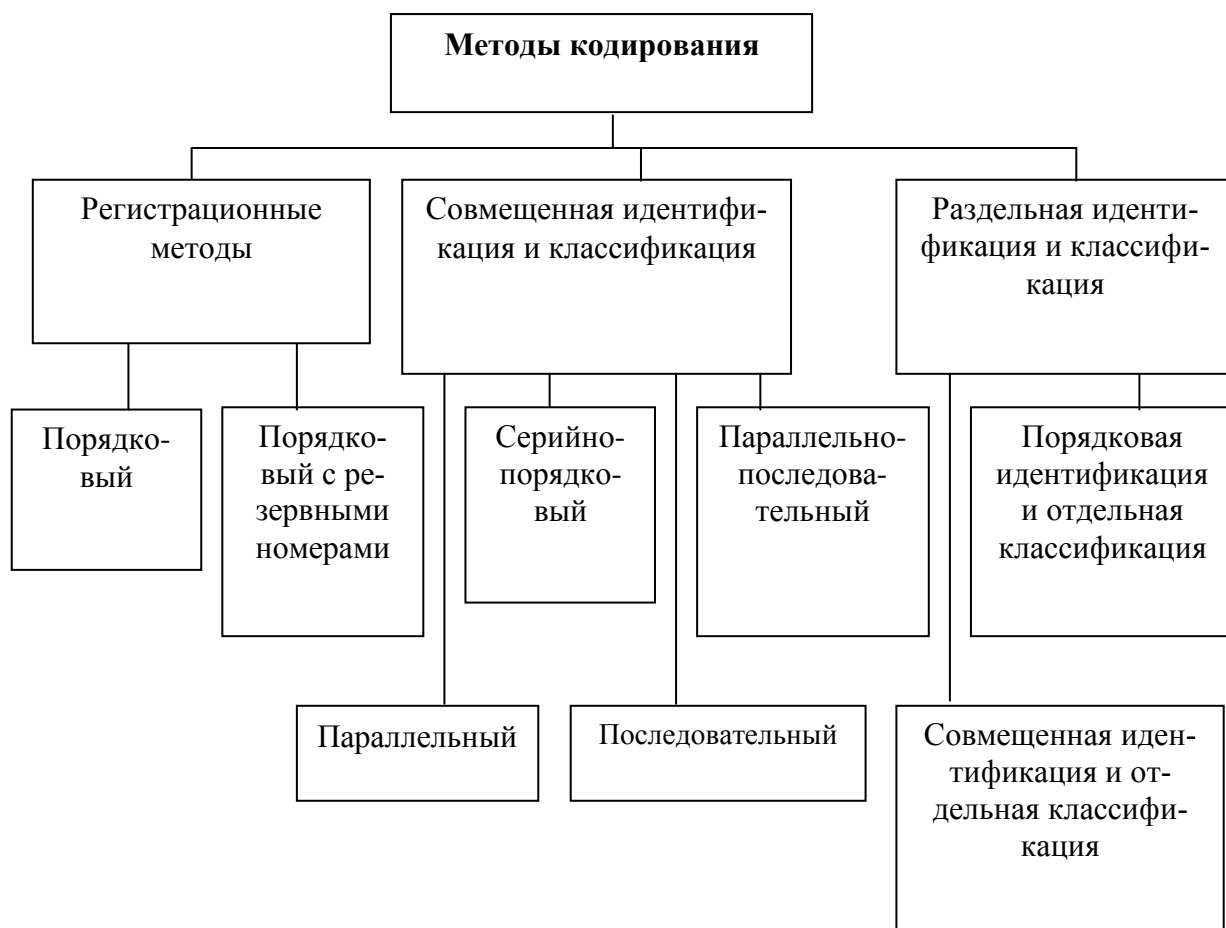 Методы кодирования
Регистрационные
методы
Совмещенная идентифи-
кация и классификация
Раздельная иденти-
фикация и классифи-
кация
Порядко-
вый
Порядко-
вый с ре-
зервными
номерами
Серийно-
порядко-
вый
Параллельно-
последова-
тельный
Порядковая
идентификация
и отдельная
классификация
Параллельный
Последовательный
Совмещенная иден-
тификация и от-
дельная классифи-
кация